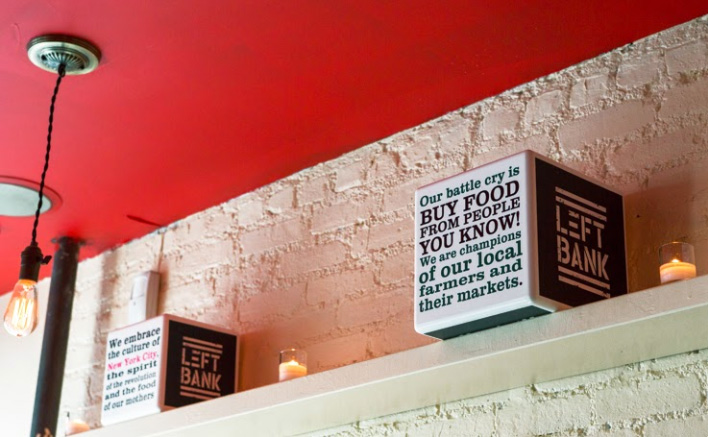 Our battle cry is
BUY FOOD
FROM PEOPLE
YOU KNOW!
We are champions
of our local
farmers and
their markets.
LEFT
BANK
We embrace
the culture of
New York City,
the spirit
of the revolution
and the food
of our mothers
LEFT
BANK